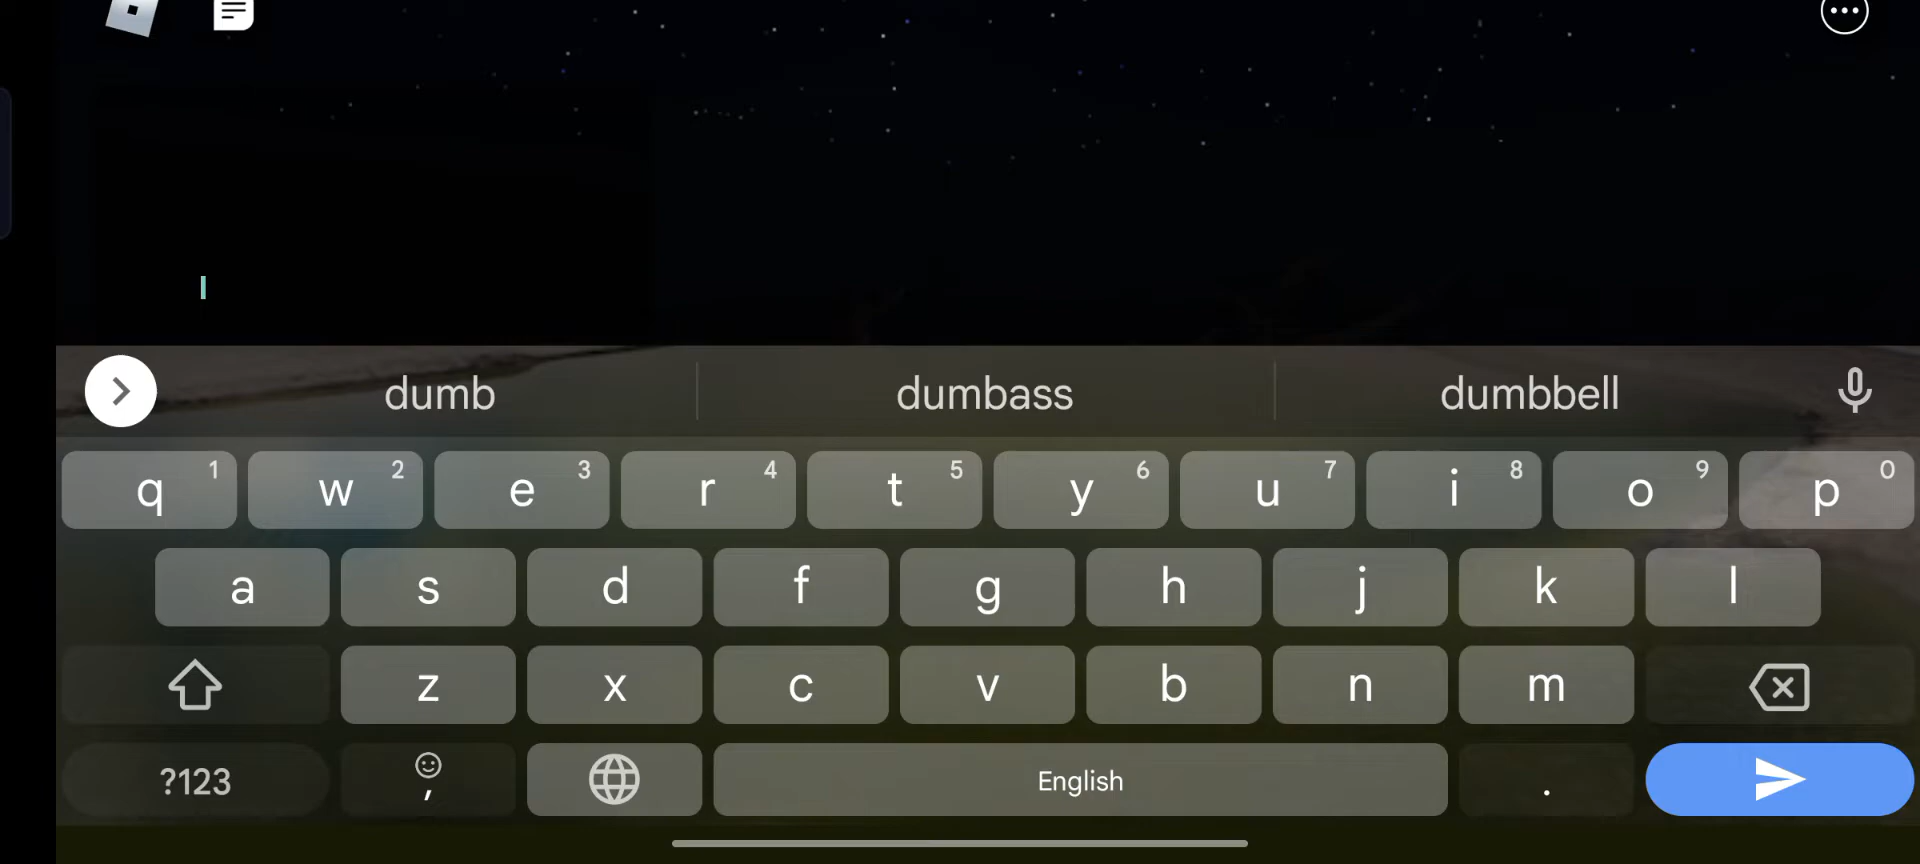 dumb dumbass dumbbell
q 1 w 2 e 3 r 4 t 5 y 6 u 7 i 8 o 9 p 0
a s d f g h j k l
z x c v b n m
?123 , English .